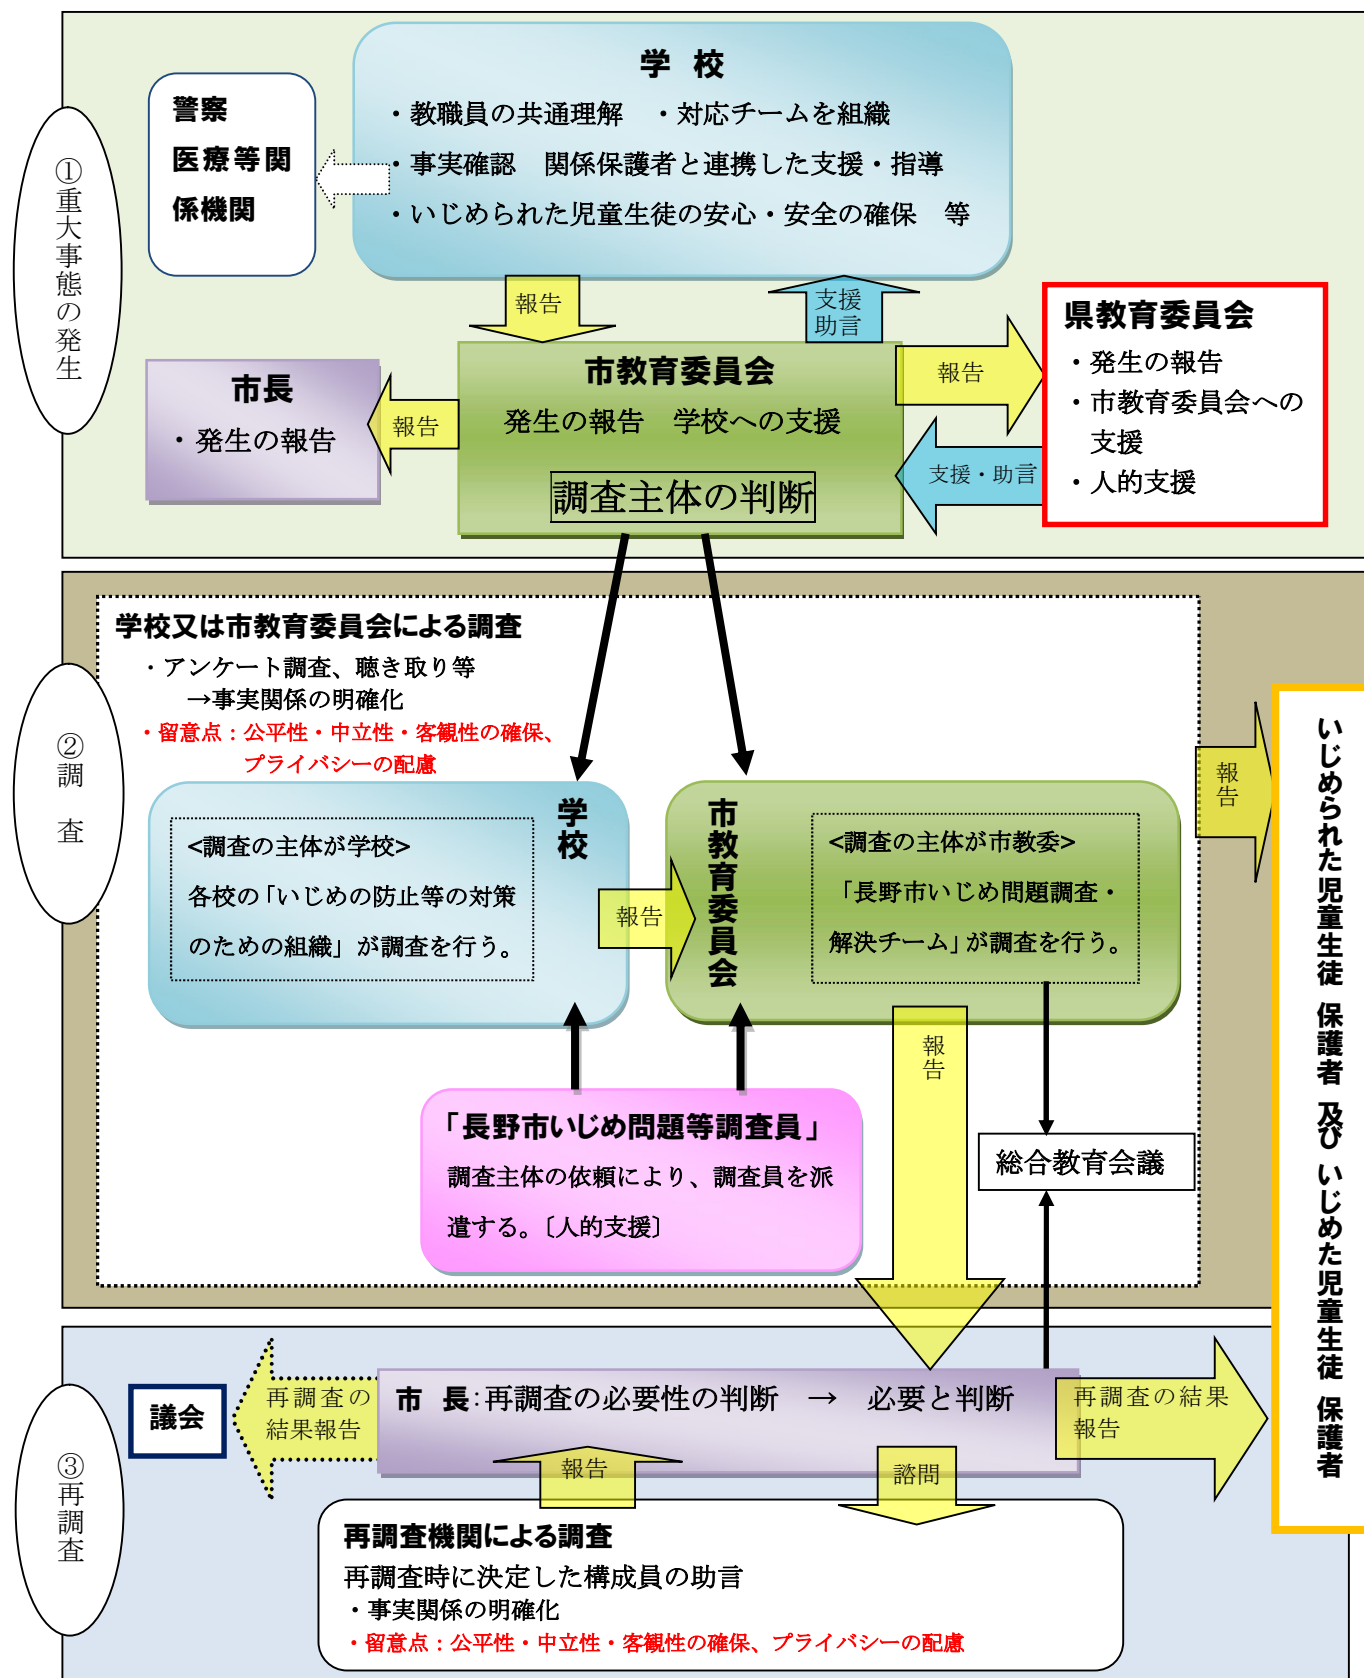 ①重大事態の発生
学 校
・教職員の共通理解　・対応チームを組織
・事実確認　関係保護者と連携した支援・指導
・いじめられた児童生徒の安心・安全の確保　等
警察
医療等関
係機関
報告
支援
助言
市長
・発生の報告
報告
市教育委員会
発生の報告　学校への支援
調査主体の判断
報告
支援・助言
県教育委員会
・発生の報告
・市教育委員会への
支援
・人的支援
②調　査
学校又は市教育委員会による調査
・アンケート調査、聴き取り等
→事実関係の明確化
・留意点：公平性・中立性・客観性の確保、
プライバシーの配慮
学校
<調査の主体が学校>
各校の「いじめの防止等の対策
のための組織」が調査を行う。
報告
市教育委員会
<調査の主体が市教委>
「長野市いじめ問題調査・
解決チーム」が調査を行う。
報告
報告
「長野市いじめ問題等調査員」
調査主体の依頼により、調査員を派
遣する。〔人的支援〕
総合教育会議
いじめられた児童生徒 保護者 及び いじめた児童生徒 保護者
③再調査
議会
再調査の
結果報告
市 長：再調査の必要性の判断　→　必要と判断
再調査の結果
報告
報告
諮問
再調査機関による調査
再調査時に決定した構成員の助言
・事実関係の明確化
・留意点：公平性・中立性・客観性の確保、プライバシーの配慮